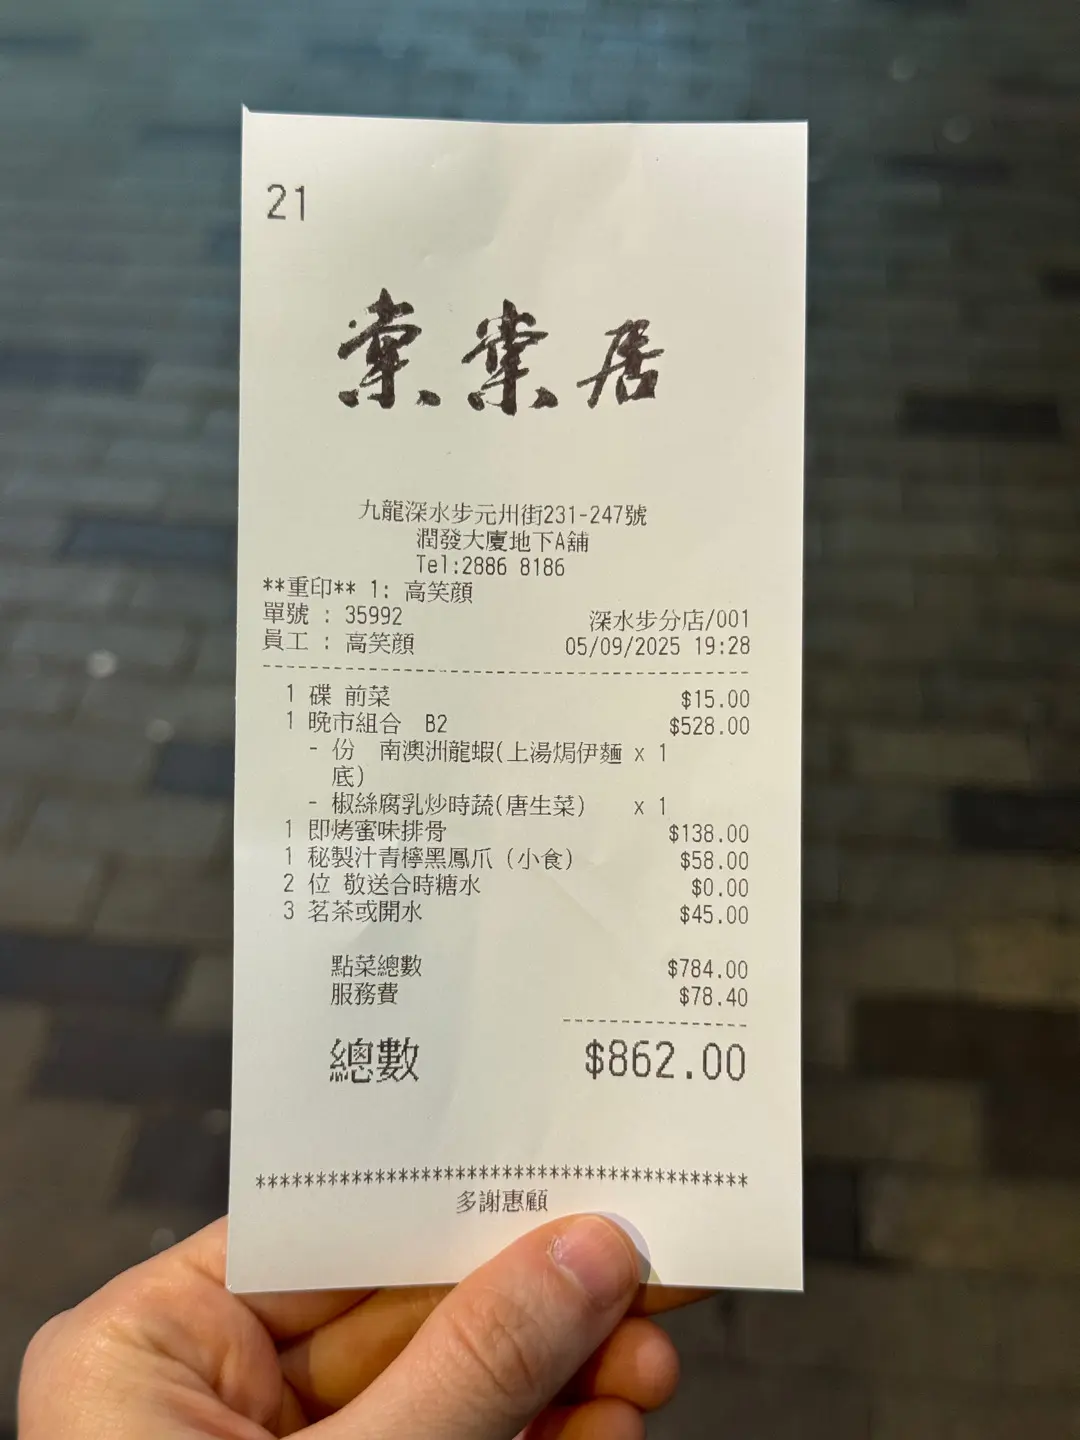 21
棠棠居
九龍深水步元州街231-247號
潤發大廈地下A舖
Tel:2886 8186
**重印** 1: 高笑顔
單號 : 35992 深水步分店/001
員工 : 高笑顔 05/09/2025 19:28
1 碟 前菜 $15.00
1 晚市組合 B2 $528.00
- 份 南澳洲龍蝦(上湯焗伊麵 x 1
底)
- 椒絲腐乳炒時蔬(唐生菜) x 1
1 即烤蜜味排骨 $138.00
1 秘製汁青檸黑鳳爪 (小食) $58.00
2 位 敬送合時糖水 $0.00
3 茗茶或開水 $45.00
點菜總數 $784.00
服務費 $78.40
總數 $862.00
******************************************
多謝惠顧